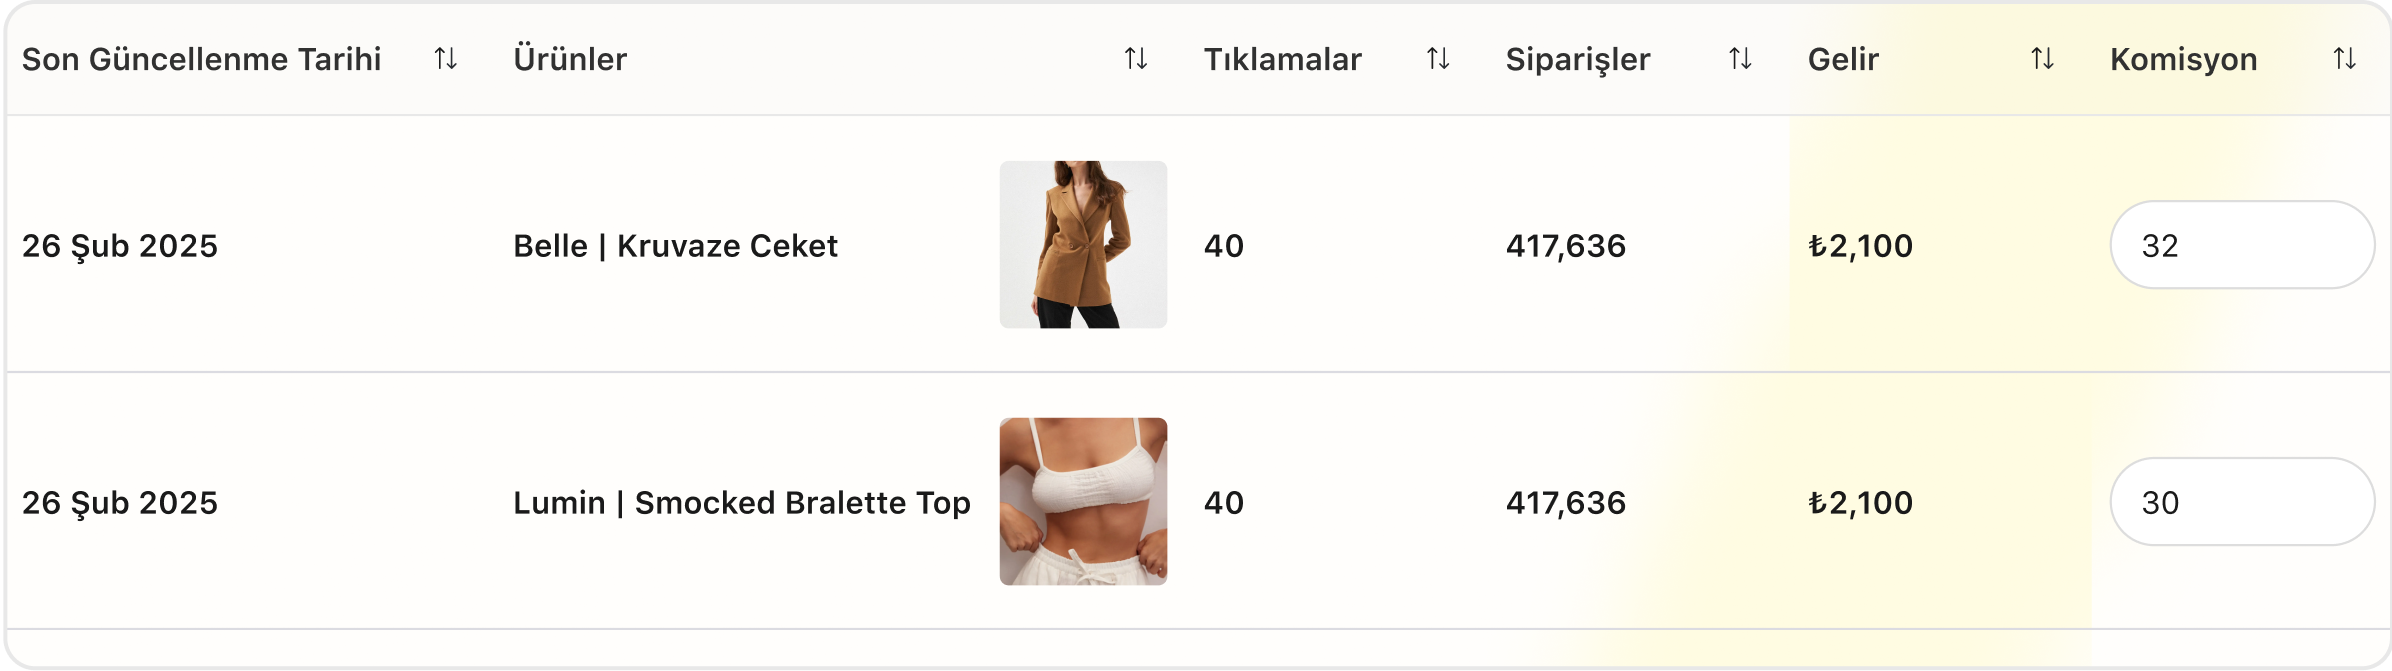 Son Güncellenme Tarihi ↑↓ Ürünler ↑↓ Tıklamalar ↑↓ Siparişler ↑↓ Gelir ↑↓ Komisyon ↑↓
26 Şub 2025 Belle | Kruvaze Ceket 40 417,636 ₺2,100 32
26 Şub 2025 Lumin | Smocked Bralette Top 40 417,636 ₺2,100 30